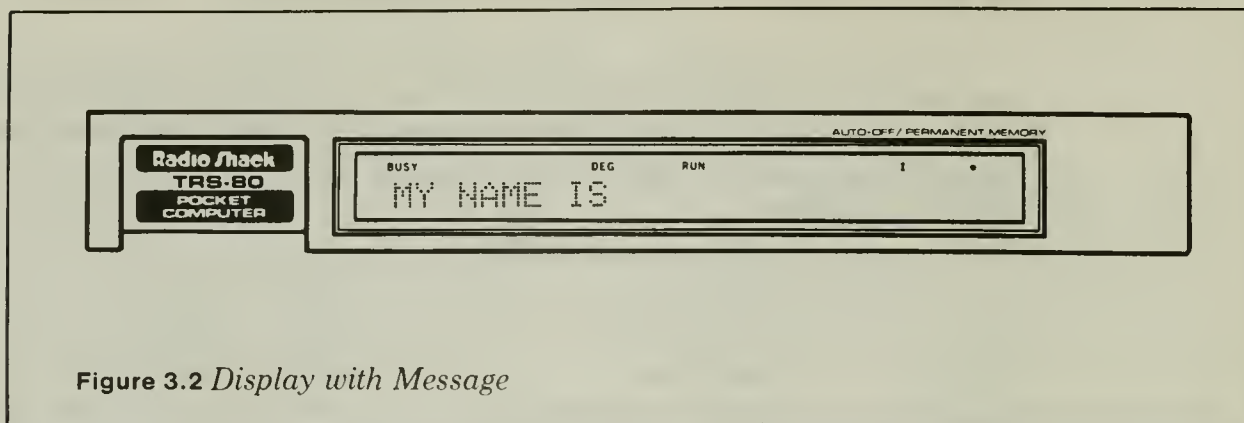 AUTO-OFF/PERMANENT MEMORY
Radio Shack
TRS-80
POCKET
COMPUTER
BUSY DEG RUN I
MY NAME IS
Figure 3.2 Display with Message